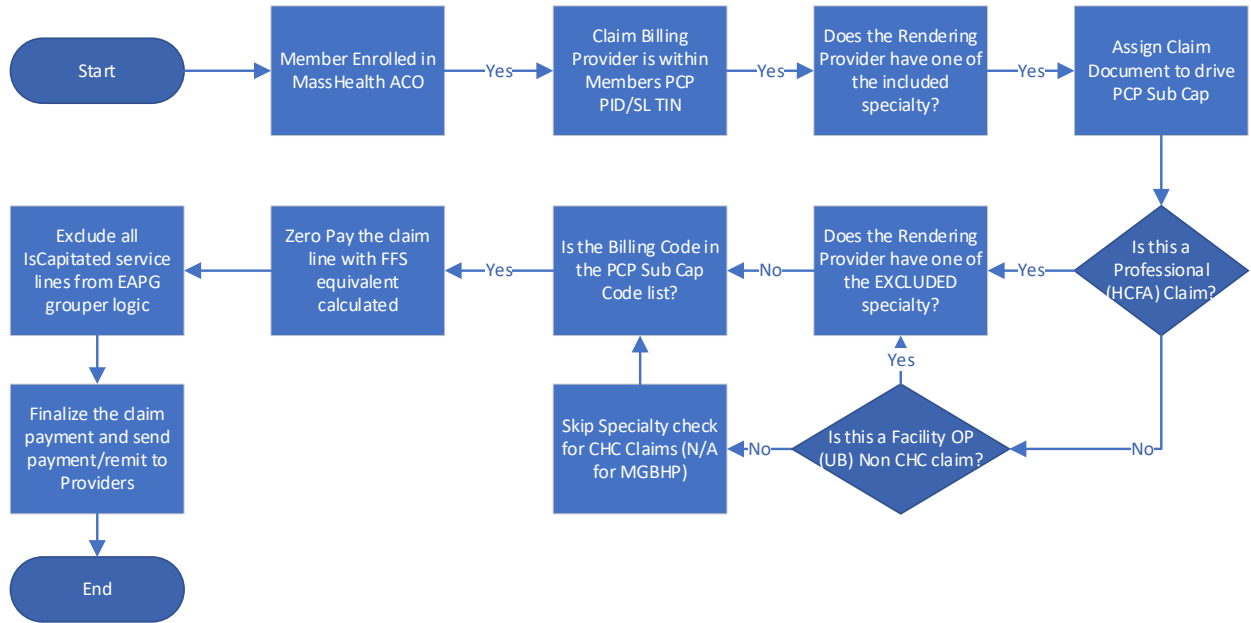 Start
Member Enrolled in
MassHealth ACO
Yes
Claim Billing
Provider is within
Members PCP
PID/SL TIN
Yes
Does the Rendering
Provider have one of
the included
specialty?
Yes
Assign Claim
Document to drive
PCP Sub Cap
Is this a
Professional
(HCFA) Claim?
Yes
Does the Rendering
Provider have one of
the EXCLUDED
specialty?
No
Is the Billing Code in
the PCP Sub Cap
Code list?
Yes
Zero Pay the claim
line with FFS
equivalent
calculated
Exclude all
IsCapitated service
lines from EAPG
grouper logic
No
Is this a Facility OP
(UB) Non CHC claim?
Yes
No
Skip Specialty check
for CHC Claims (N/A
for MGBHP)
Finalize the claim
payment and send
payment/remit to
Providers
End